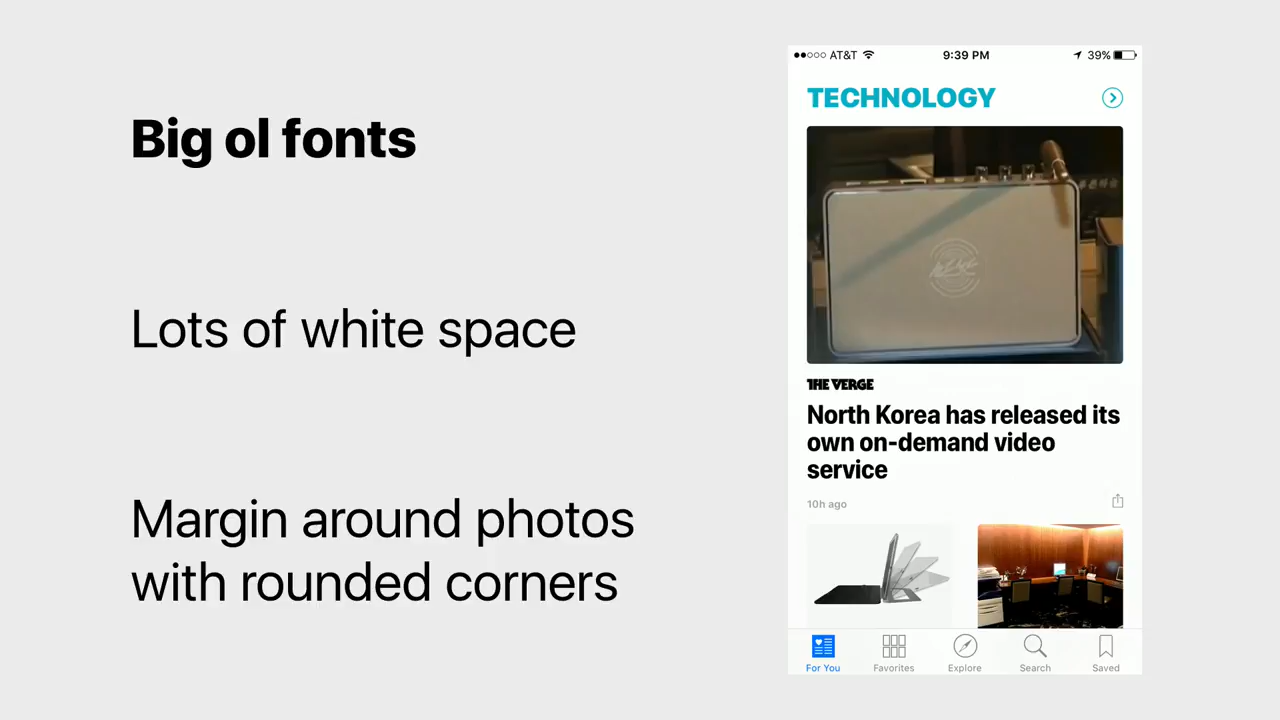 Big ol fonts
Lots of white space
Margin around photos
with rounded corners
AT&T
9:39 PM
39%
TECHNOLOGY
THE VERGE
North Korea has released its
own on-demand video
service
10h ago
For You
Favorites
Explore
Search
Saved